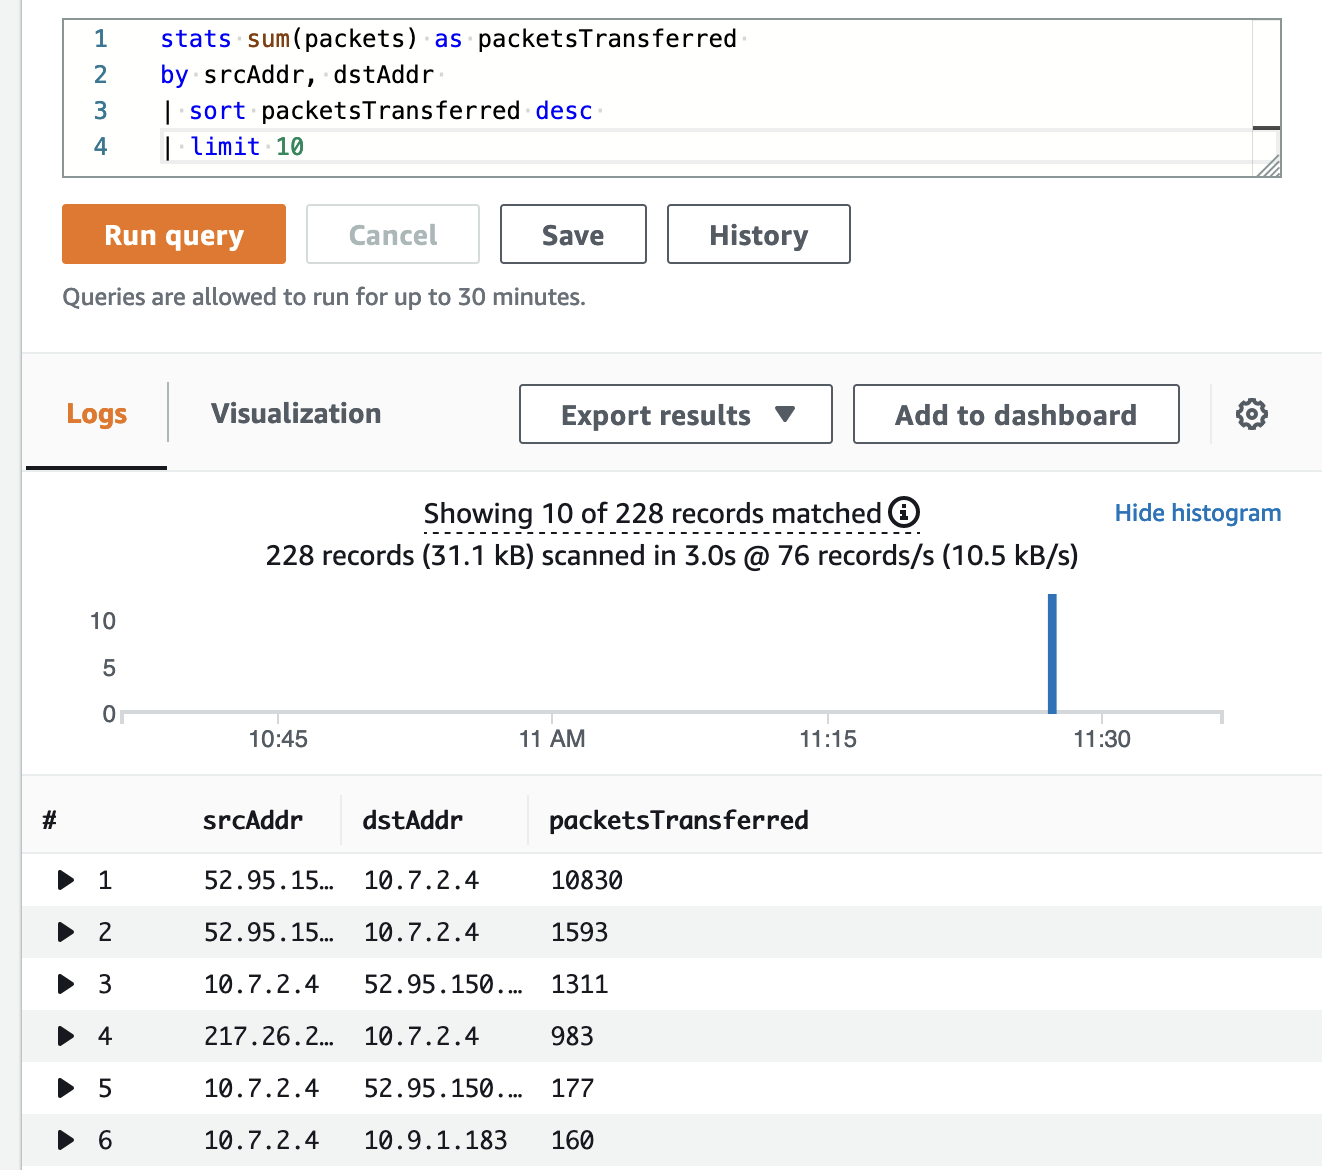 1 stats sum(packets) as packetsTransferred
2 by srcAddr, dstAddr
3 | sort packetsTransferred desc
4 | limit 10
Run query Cancel Save History
Queries are allowed to run for up to 30 minutes.
Logs Visualization Export results ▼ Add to dashboard
Showing 10 of 228 records matched
Hide histogram
228 records (31.1 kB) scanned in 3.0s @ 76 records/s (10.5 kB/s)
10
5
0
10:45 11 AM 11:15 11:30
# srcAddr dstAddr packetsTransferred
1 52.95.15… 10.7.2.4 10830
2 52.95.15… 10.7.2.4 1593
3 10.7.2.4 52.95.150.… 1311
4 217.26.2… 10.7.2.4 983
5 10.7.2.4 52.95.150.… 177
6 10.7.2.4 10.9.1.183 160